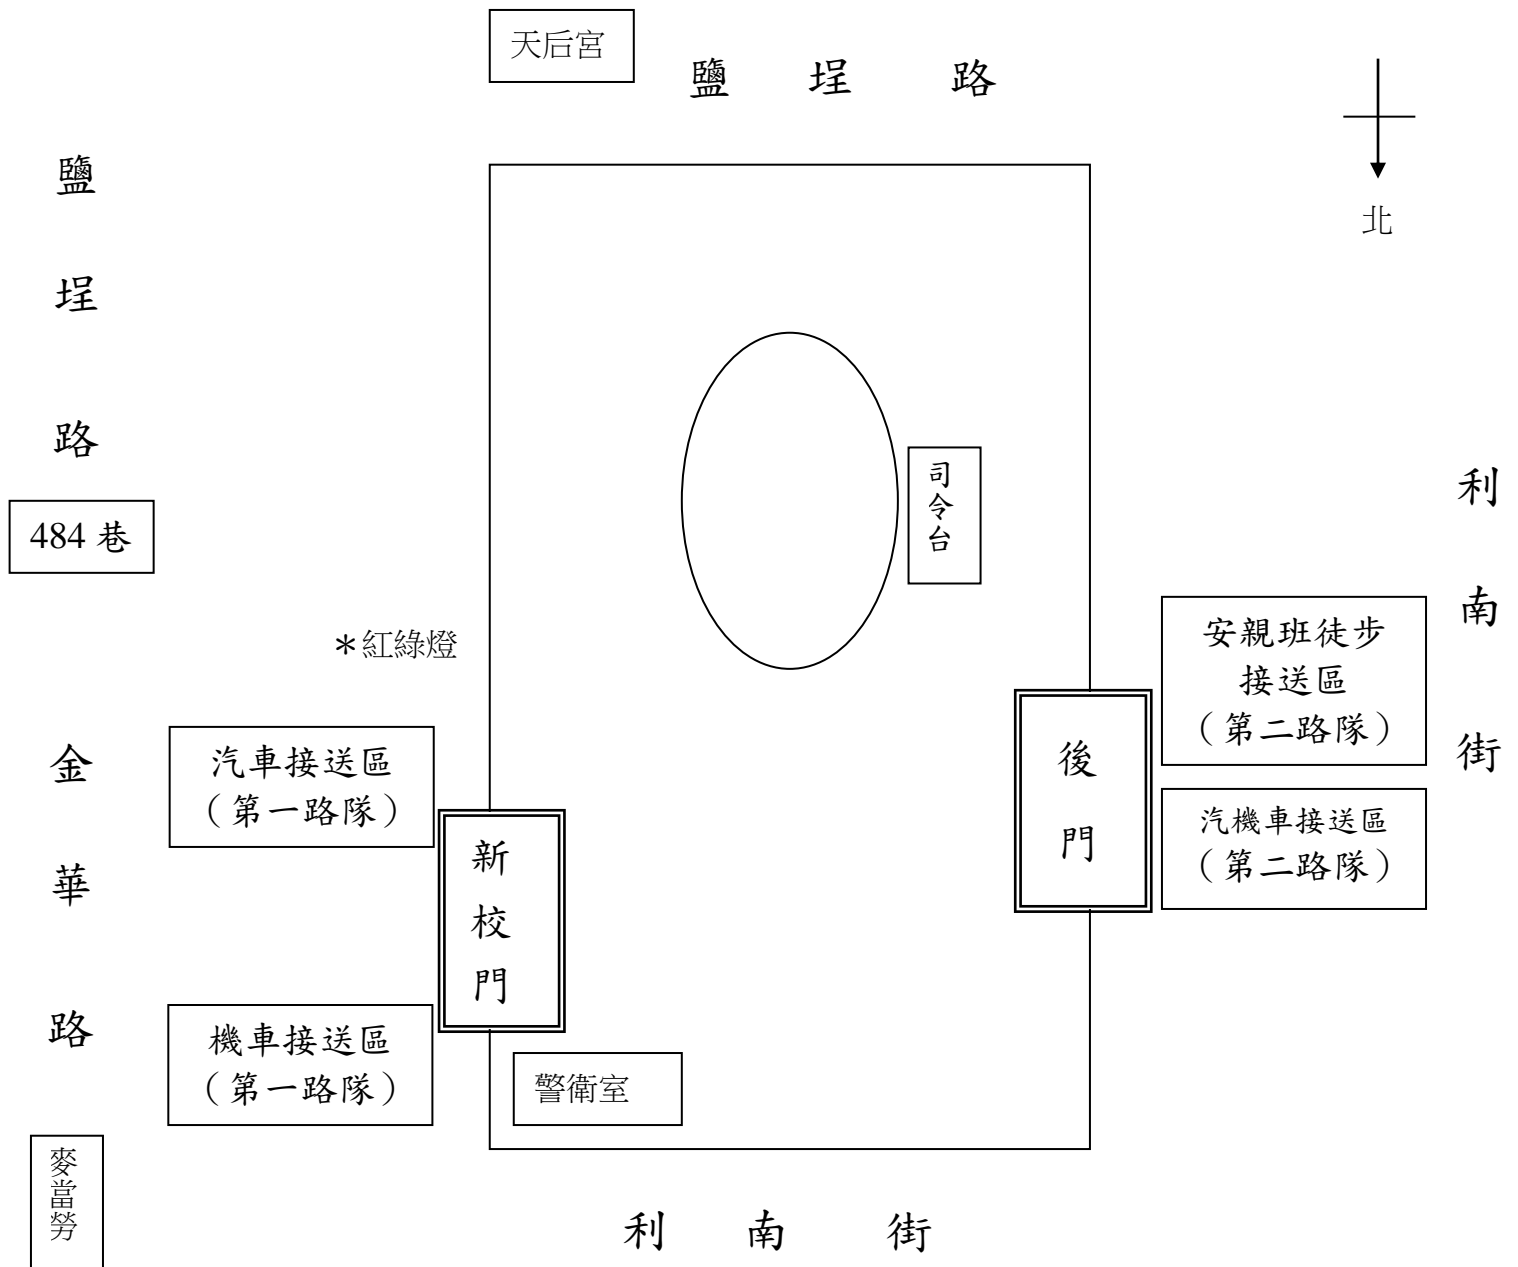 天后宮
鹽埕路
鹽埕路
北
484 巷
司令台
利南街
*紅綠燈
安親班徒步
接送區
(第二路隊)
金華路
汽車接送區
(第一路隊)
後門
汽機車接送區
(第二路隊)
新校門
機車接送區
(第一路隊)
警衛室
麥當勞
利南街